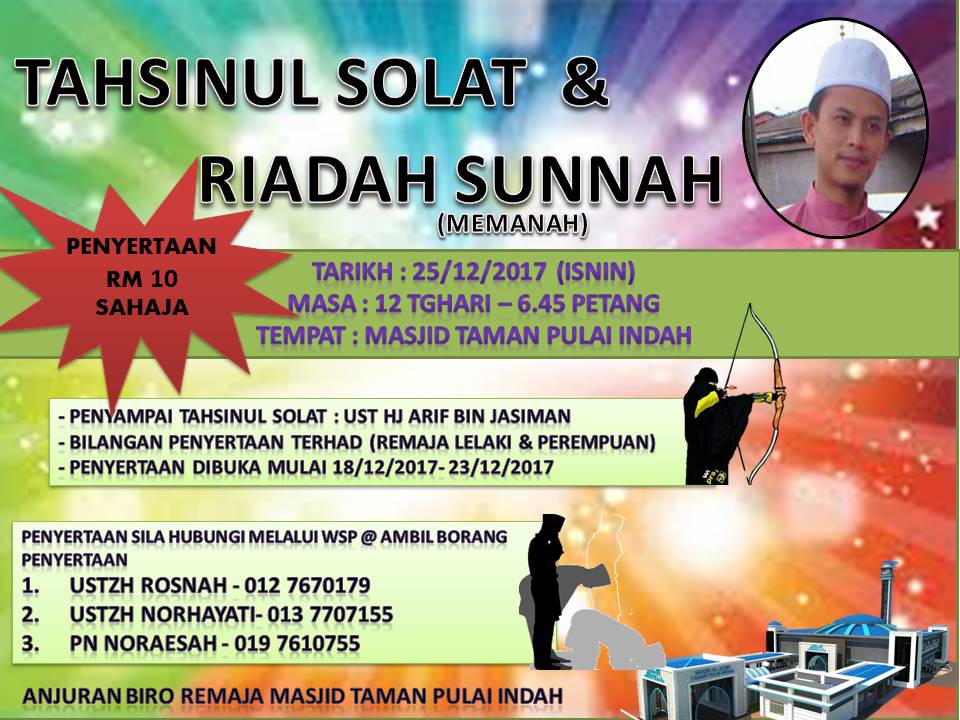 TAHSINUL SOLAT &
RIADAH SUNNAH
(MEMANAH)
PENYERTAAN
RM 10
SAHAJA
TARIKH : 25/12/2017 (ISNIN)
MASA : 12 TGHARI – 6.45 PETANG
TEMPAT : MASJID TAMAN PULAI INDAH
- PENYAMPAI TAHSINUL SOLAT : UST HJ ARIF BIN JASIMAN
- BILANGAN PENYERTAAN TERHAD (REMAJA LELAKI & PEREMPUAN)
- PENYERTAAN DIBUKA MULAI 18/12/2017- 23/12/2017
PENYERTAAN SILA HUBUNGI MELALUI WSP @ AMBIL BORANG
PENYERTAAN
1. USTZH ROSNAH - 012 7670179
2. USTZH NORHAYATI- 013 7707155
3. PN NORAESAH - 019 7610755
ANJURAN BIRO REMAJA MASJID TAMAN PULAI INDAH